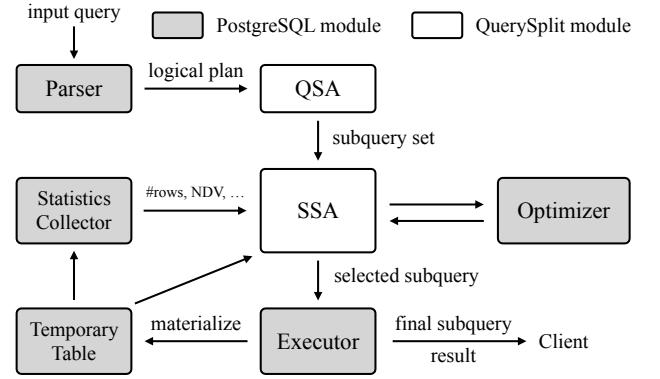 input query
PostgreSQL module
QuerySplit module
Parser
logical plan
QSA
subquery set
Statistics
Collector
#rows, NDV, …
SSA
Optimizer
selected subquery
Temporary
Table
materialize
Executor
final subquery
result
Client